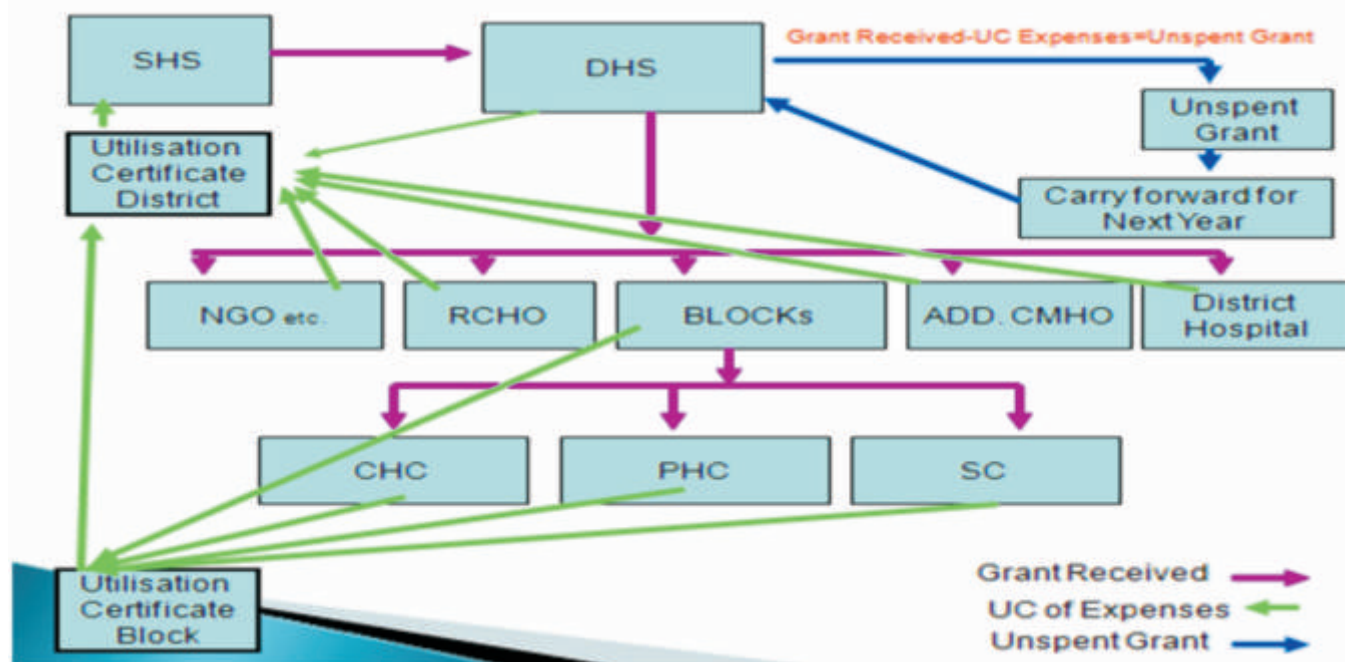 SHS
DHS
Grant Received-UC Expenses=Unspent Grant
Unspent
Grant
Utilisation
Certificate
District
Carry forward for
Next Year
NGO etc.
RCHO
BLOCKs
ADD. CMHO
District
Hospital
CHC
PHC
SC
Utilisation
Certificate
Block
Grant Received
UC of Expenses
Unspent Grant